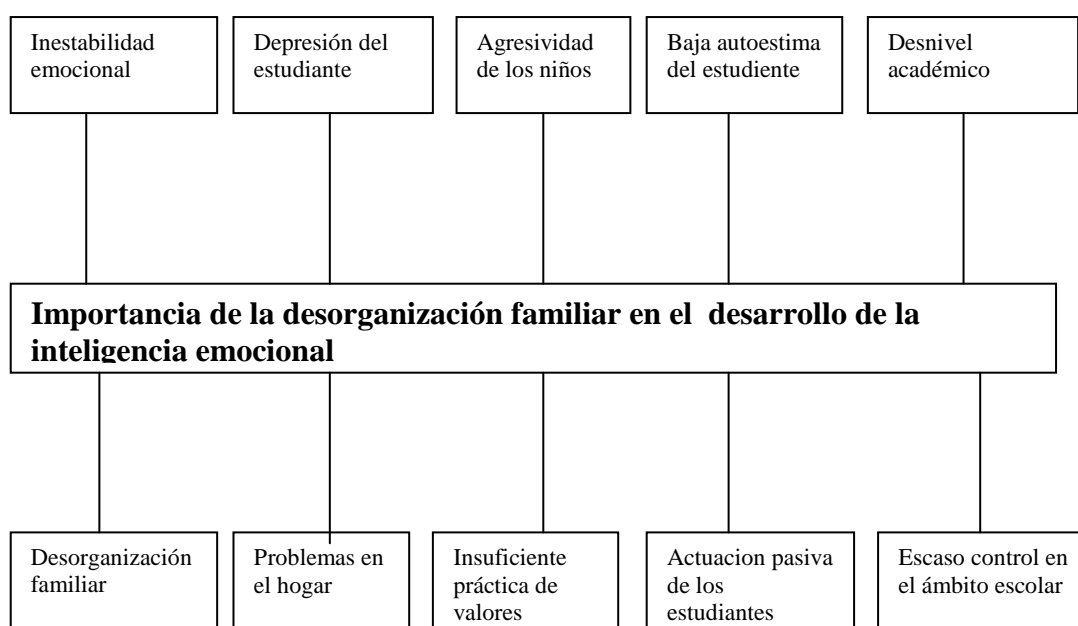 Inestabilidad
emocional
Depresión del
estudiante
Agresividad
de los niños
Baja autoestima
del estudiente
Desnivel
académico
Importancia de la desorganización familiar en el  desarrollo de la
inteligencia emocional
Desorganización
familiar
Problemas en
el hogar
Insuficiente
práctica de
valores
Actuacion pasiva
de los
estudiantes
Escaso control en
el ámbito escolar